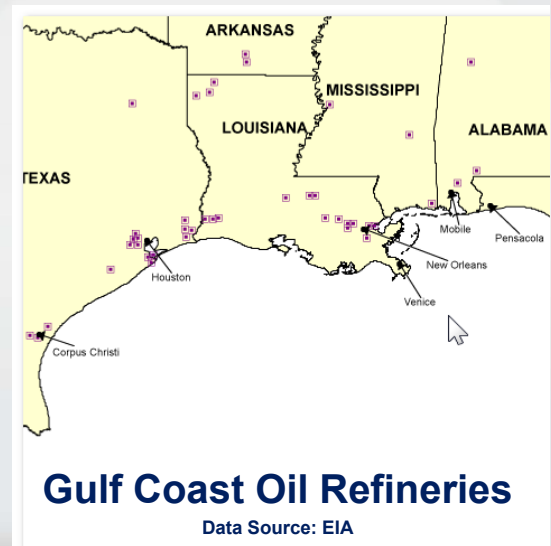 ARKANSAS
MISSISSIPPI
LOUISIANA
ALABAMA
TEXAS
Mobile
Pensacola
New Orleans
Houston
Venice
Corpus Christi
Gulf Coast Oil Refineries
Data Source: EIA